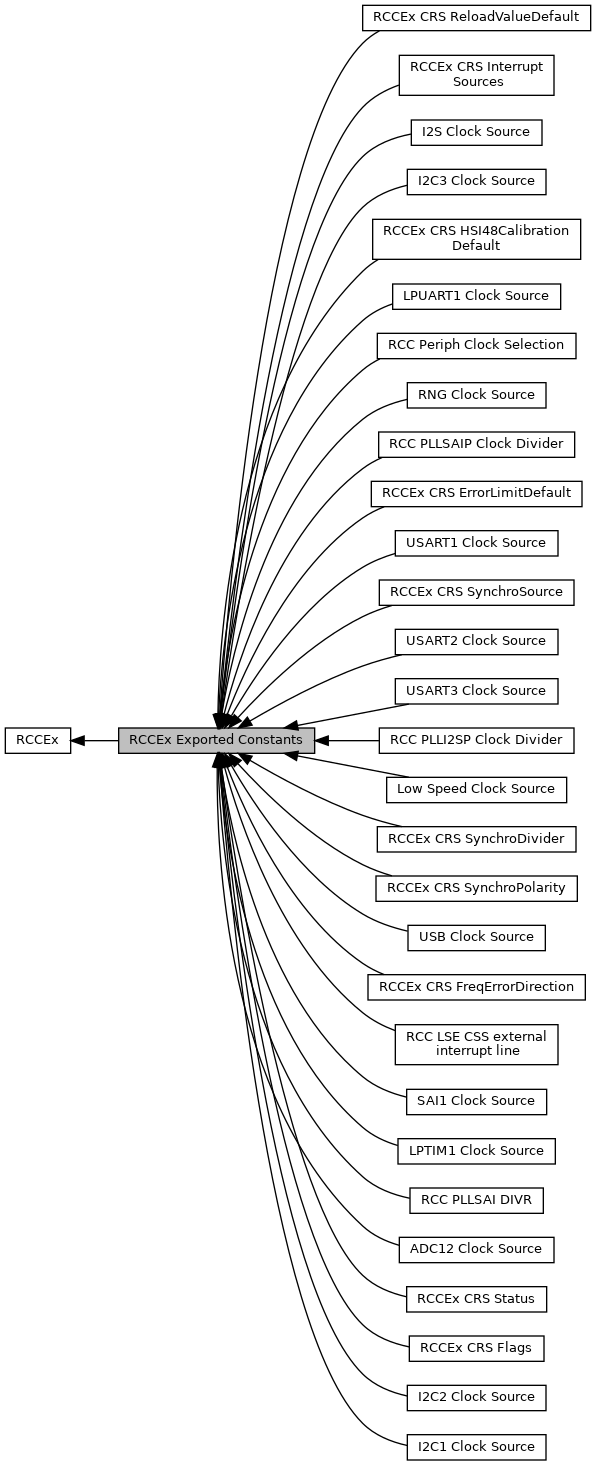 RCCEx CRS ReloadValueDefault
RCCEx CRS Interrupt
Sources
I2S Clock Source
I2C3 Clock Source
RCCEx CRS HSI48Calibration
Default
LPUART1 Clock Source
RCC Periph Clock Selection
RNG Clock Source
RCC PLLSAIP Clock Divider
RCCEx CRS ErrorLimitDefault
USART1 Clock Source
RCCEx CRS SynchroSource
USART2 Clock Source
USART3 Clock Source
RCCEx
RCCEx Exported Constants
RCC PLLI2SP Clock Divider
Low Speed Clock Source
RCCEx CRS SynchroDivider
RCCEx CRS SynchroPolarity
USB Clock Source
RCCEx CRS FreqErrorDirection
RCC LSE CSS external
interrupt line
SAI1 Clock Source
LPTIM1 Clock Source
RCC PLLSAI DIVR
ADC12 Clock Source
RCCEx CRS Status
RCCEx CRS Flags
I2C2 Clock Source
I2C1 Clock Source